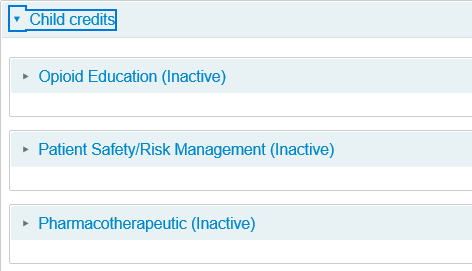 Child credits
Opioid Education (Inactive)
Patient Safety/Risk Management (Inactive)
Pharmacotherapeutic (Inactive)